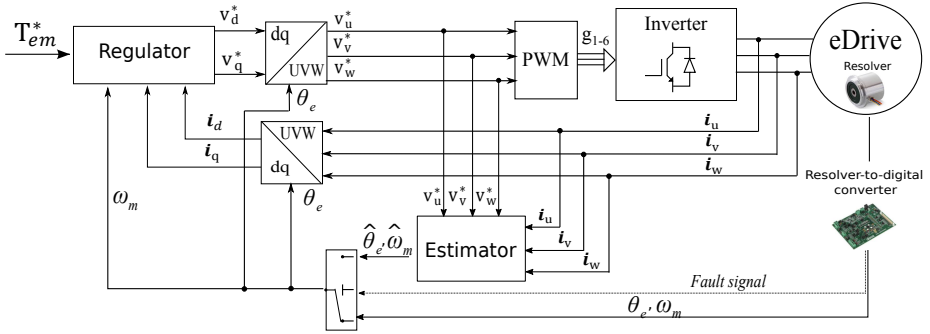 T*em
Regulator
v*d
v*q
dq
UVW
v*u
v*v
v*w
PWM
g1-6
Inverter
eDrive
Resolver
θe
id
iq
UVW
dq
iu
iv
iw
ωm
θe
v*u v*v v*w
Resolver-to-digital
converter
Estimator
iu
iv
iw
θ̂e, ω̂m
Fault signal
θe, ωm